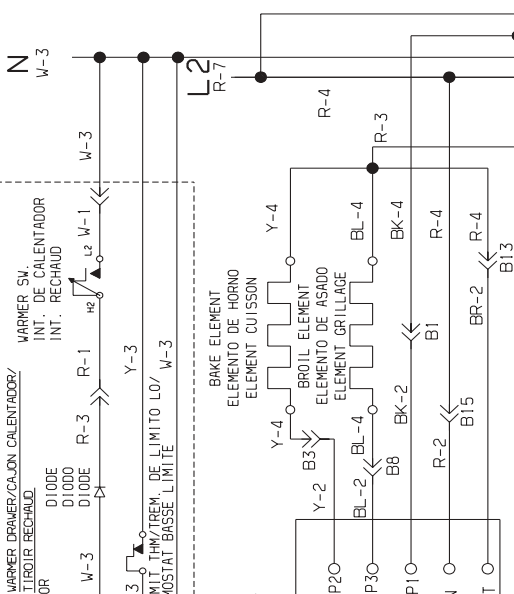 N
W-3
L2
R-7
R-4
R-3
W-3
W-1
L2
H2
WARMER SW.
INT. DE CALENTADOR
INT. RECHAUD
R-1
R-3
WARMER DRAWER/CAJON CALENTADOR/
TIROIR RECHAUD
DIODE
DIODO
DIODE
W-3
Y-3
W-3
MIT THM/TREM. DE LIMITO LO/
MOSTAT BASSE LIMITE
3
OR
Y-4
BL-4
BK-4
R-4
R-4
B13
BR-2
BAKE ELEMENT
ELEMENTO DE HORNO
ELEMENT CUISSON
BROIL ELEMENT
ELEMENTO DE ASADO
ELEMENT GRILLAGE
B1
BK-2
B15
R-2
Y-4
B3
Y-2
BL-4
B8
BL-2
P2
P3
P1
N
T